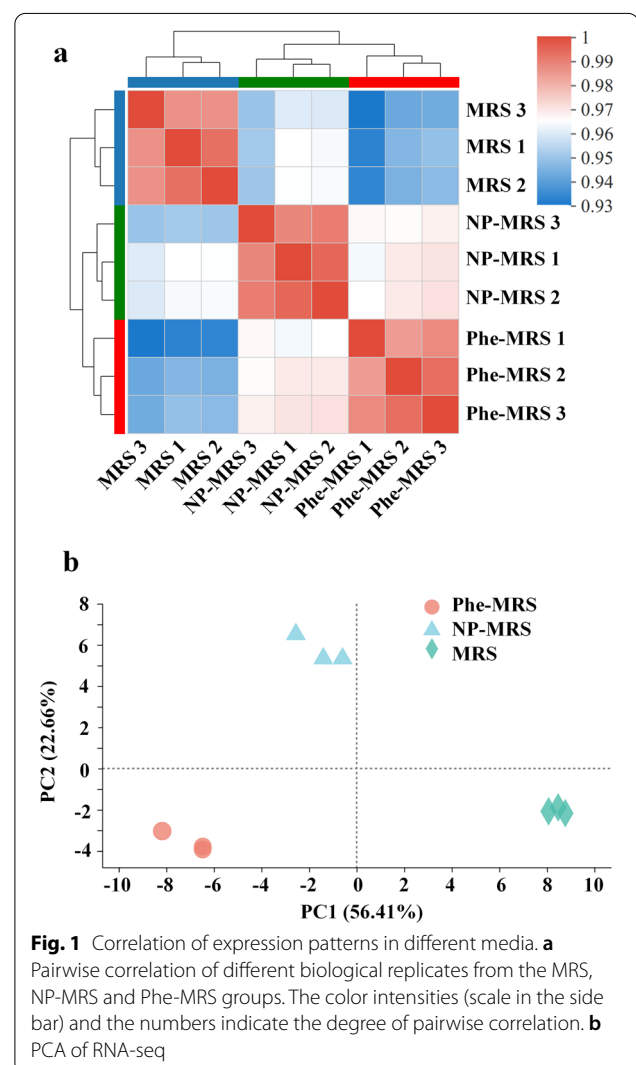 a
1
0.99
0.98
0.97
0.96
0.95
0.94
0.93
MRS 3
MRS 1
MRS 2
NP-MRS 3
NP-MRS 1
NP-MRS 2
Phe-MRS 1
Phe-MRS 2
Phe-MRS 3
MRS 3
MRS 1
MRS 2
NP-MRS 3
NP-MRS 1
NP-MRS 2
Phe-MRS 1
Phe-MRS 2
Phe-MRS 3
b
PC2 (22.66%)
8
6
4
2
0
-2
-4
Phe-MRS
NP-MRS
MRS
-10 -8 -6 -4 -2 0 2 4 6 8 10
PC1 (56.41%)
Fig. 1 Correlation of expression patterns in different media. a
Pairwise correlation of different biological replicates from the MRS,
NP-MRS and Phe-MRS groups. The color intensities (scale in the side
bar) and the numbers indicate the degree of pairwise correlation. b
PCA of RNA-seq